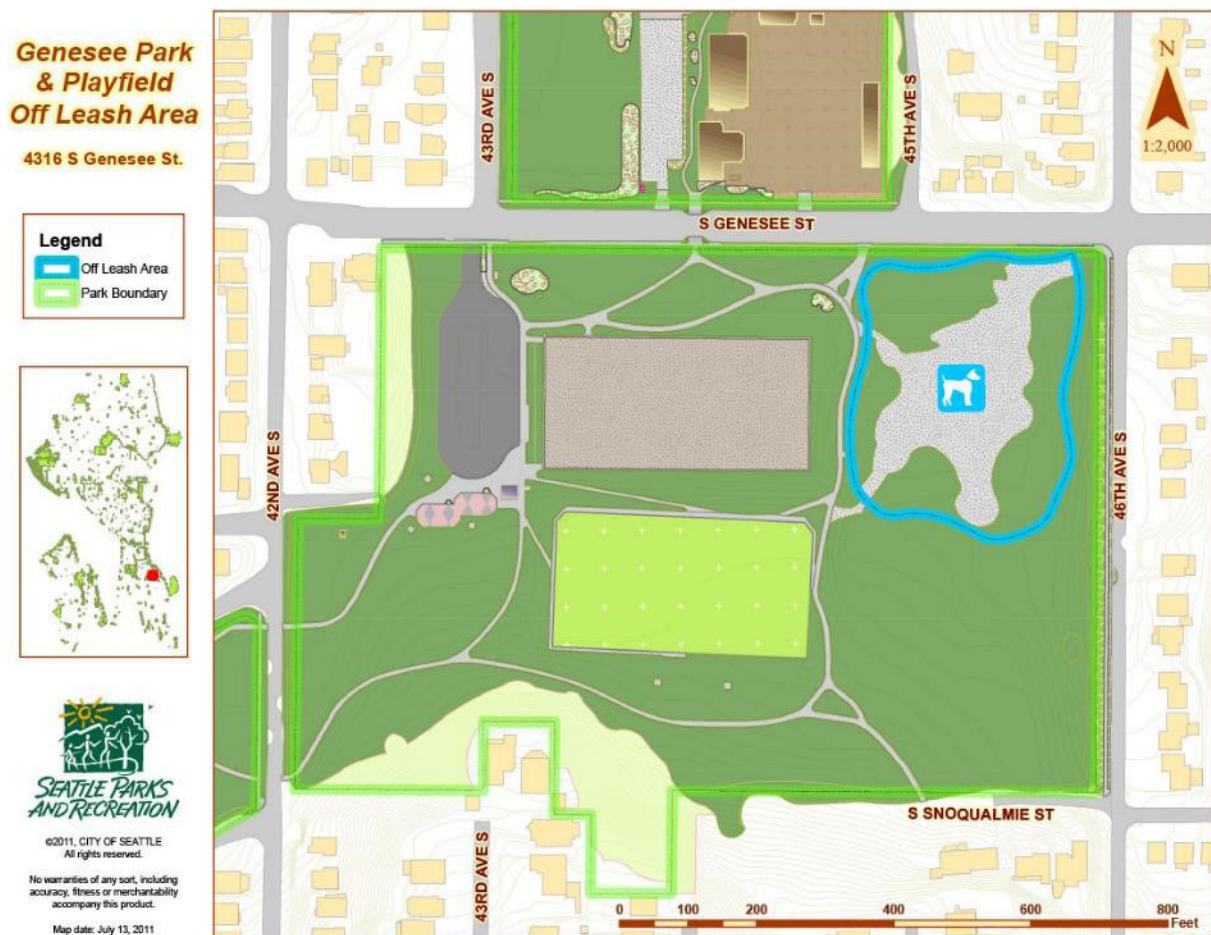 Genesee Park
& Playfield
Off Leash Area
4316 S Genesee St.
Legend
Off Leash Area
Park Boundary
SEATTLE PARKS
AND RECREATION
©2011, CITY OF SEATTLE
All rights reserved.
No warranties of any sort, including
accuracy, fitness or merchantability
accompany this product.
Map date: July 13, 2011
43RD AVE S
45TH AVE S
N
1:2,000
S GENESEE ST
42ND AVE S
46TH AVE S
S SNOQUALMIE ST
43RD AVE S
0 100 200 400 600 800
Feet